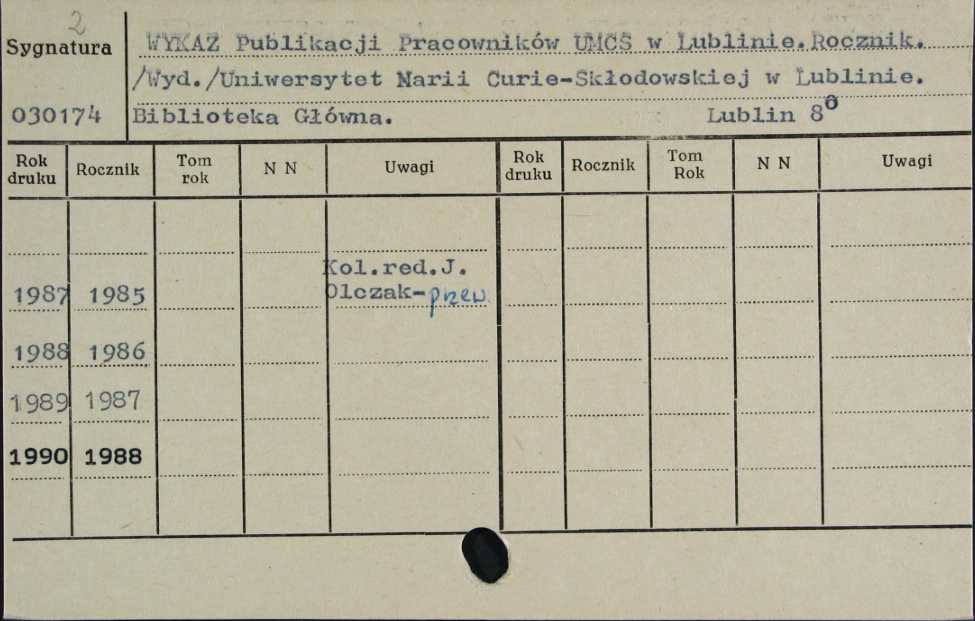 2
Sygnatura
WYKAZ Publikacji Pracowników UMCS w Lublinie.Rocznik.
/Wyd./Uniwersytet Marii Curie-Skłodowskiej w Lublinie.
030174
Biblioteka Główna. Lublin 8°
Rok druku Rocznik Tom rok N N Uwagi Rok druku Rocznik Tom Rok N N Uwagi
Kol.red.J.
1987 1985 Olczak-przew.
1988 1986
1989 1987
1990 1988